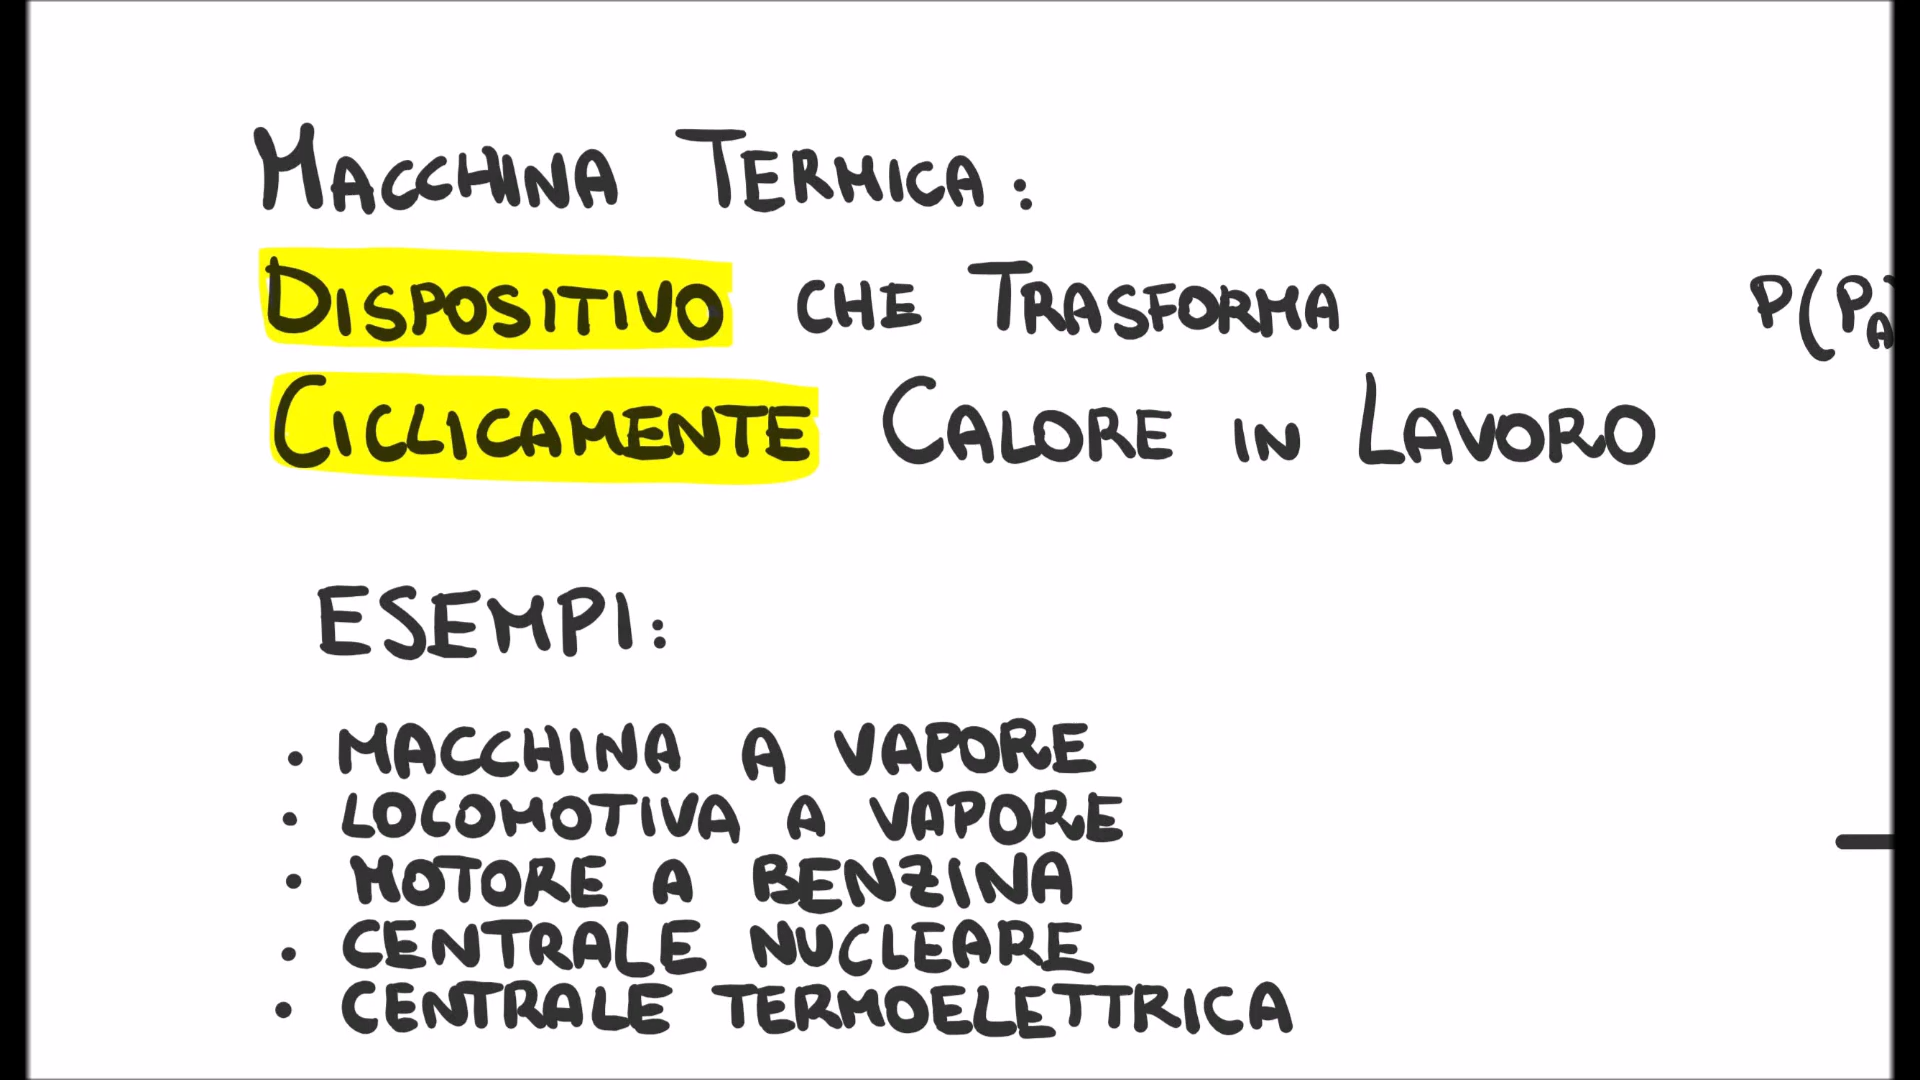 MACCHINA TERMICA:
DISPOSITIVO CHE TRASFORMA
P(PA
CICLICAMENTE CALORE IN LAVORO
ESEMPI:
• MACCHINA A VAPORE
• LOCOMOTIVA A VAPORE
• MOTORE A BENZINA
• CENTRALE NUCLEARE
• CENTRALE TERMOELETTRICA